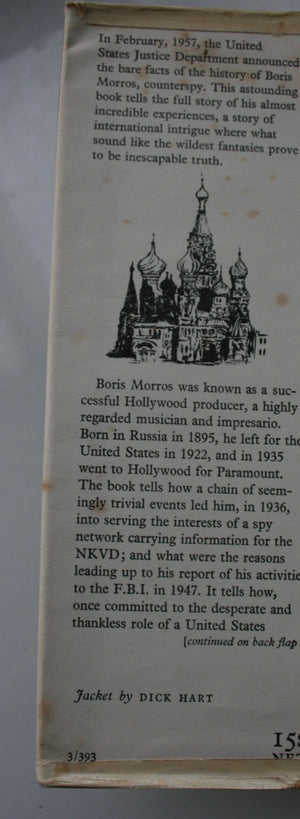 In February, 1957, the United
States Justice Department announced
the bare facts of the history of Boris
Morros, counterspy. This astounding
book tells the full story of his almost
incredible experiences, a story of
international intrigue where what
sound like the wildest fantasies prove
to be inescapable truth.
Boris Morros was known as a suc-
cessful Hollywood producer, a highly
regarded musician and impresario.
Born in Russia in 1895, he left for the
United States in 1922, and in 1935
went to Hollywood for Paramount.
The book tells how a chain of seem-
ingly trivial events led him, in 1936,
into serving the interests of a spy
network carrying information for the
NKVD; and what were the reasons
leading up to his report of his activitie
to the F.B.I. in 1947. It tells how,
once committed to the desperate and
thankless role of a United States
[continued on back flap
Jacket by DICK HART
3/393